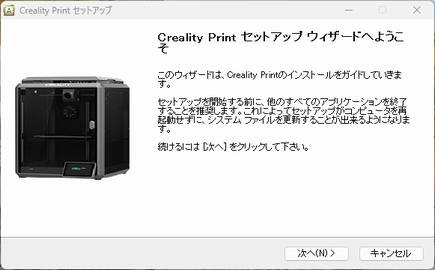 Creality Print セットアップ
Creality Print セットアップ ウィザードへようこ
そ
このウィザードは、Creality Printのインストールをガイドしていきま
す。
セットアップを開始する前に、他のすべてのアプリケーションを終了
することを推奨します。これによってセットアップがコンピュータを再
起動せずに、システム ファイルを更新することが出来るようになりま
す。
続けるには [次へ] をクリックして下さい。
次へ(N) >
キャンセル